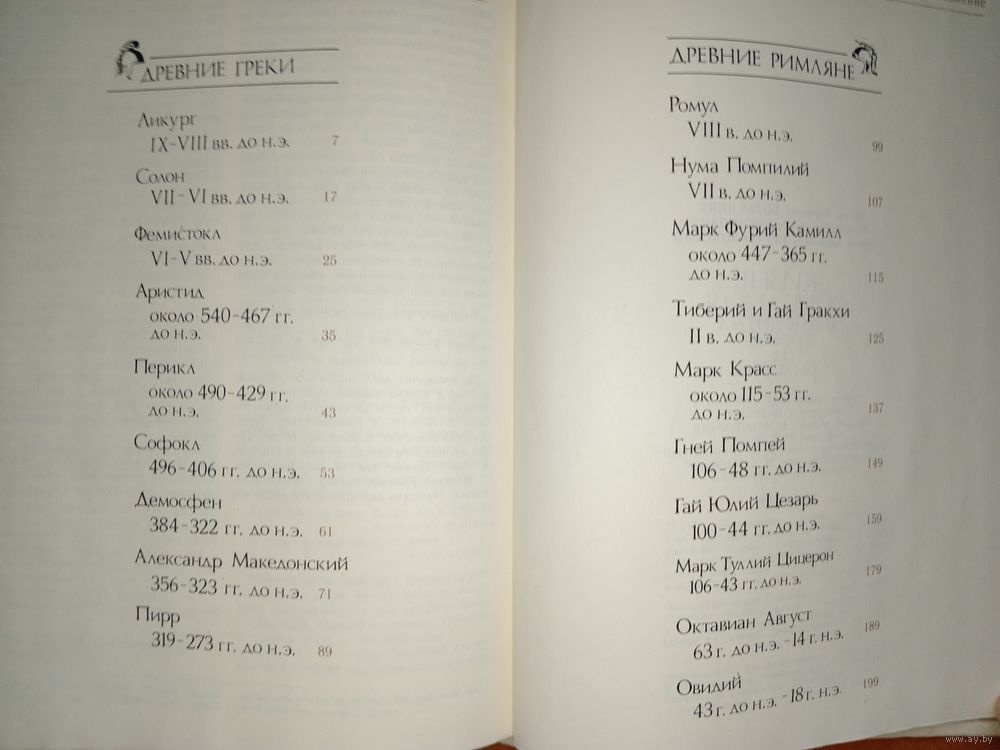 ДРЕВНИЕ ГРЕКИ
Ликург
IX-VIII вв. до н.э. 7
Солон
VII-VI вв. до н.э. 17
Фемистокл
VI-V вв. до н.э. 25
Аристид
около 540-467 гг.
до н.э. 35
Перикл
около 490-429 гг.
до н.э. 43
Софокл
496-406 гг. до н.э. 53
Демосфен
384-322 гг. до н.э. 61
Александр Македонский
356-323 гг. до н.э. 71
Пирр
319-273 гг. до н.э. 89
ДРЕВНИЕ РИМЛЯНЕ
Ромул
VIII в. до н.э. 99
Нума Помпилий
VII в. до н.э. 107
Марк Фурий Камилл
около 447-365 гг.
до н.э. 115
Тиберий и Гай Гракхи
II в. до н.э. 125
Марк Красс
около 115-53 гг.
до н.э. 137
Гней Помпей
106-48 гг. до н.э. 149
Гай Юлий Цезарь
100-44 гг. до н.э. 159
Марк Туллий Цицерон
106-43 гг. до н.э. 179
Октавиан Август
63 г. до н.э. -14 г. н.э. 189
Овидий
43 г. до н.э. -18 г. н.э. 199
www.ay.by